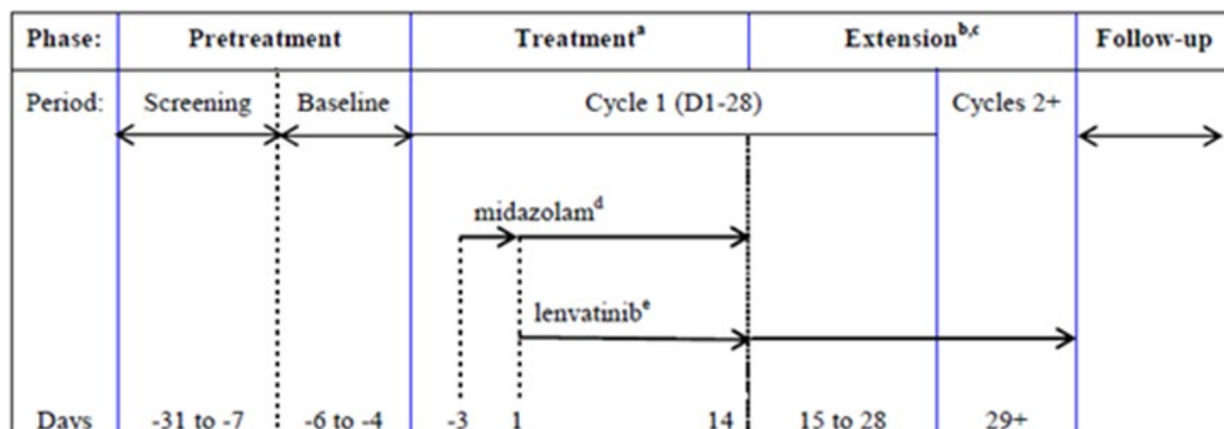 Phase: Pretreatment Treatmentᵃ Extensionᵇ,ᶜ Follow-up
Period: Screening Baseline Cycle 1 (D1-28) Cycles 2+
midazolamᵈ
lenvatinibᵉ
Days -31 to -7 -6 to -4 -3 1 14 15 to 28 29+